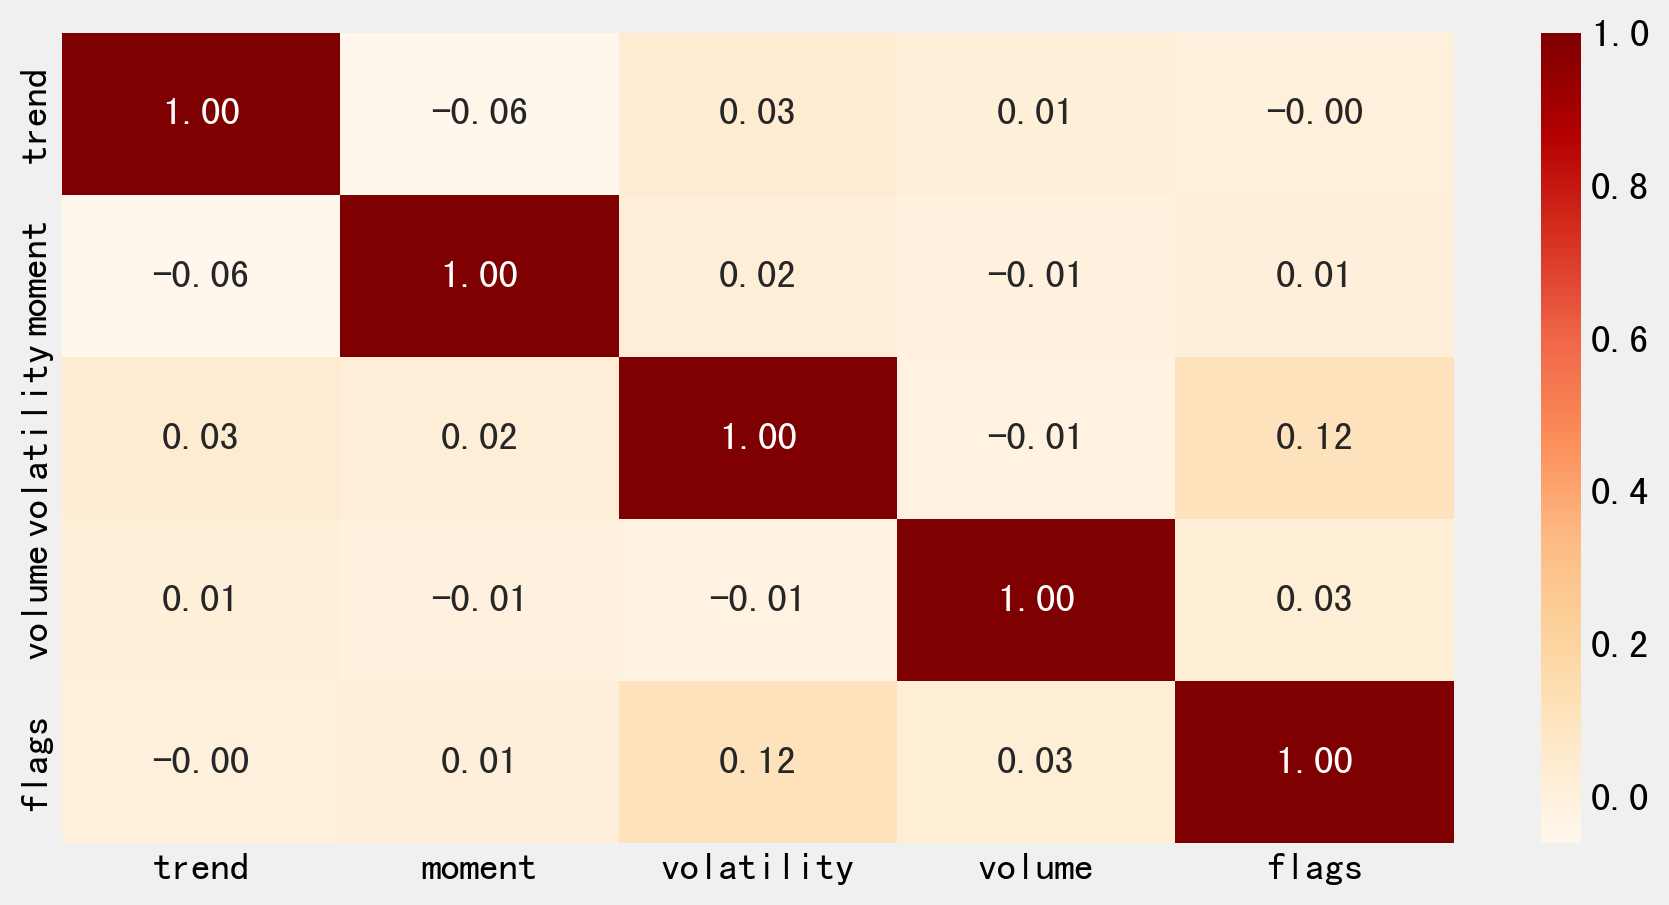 trend 1.00 -0.06 0.03 0.01 -0.00
moment -0.06 1.00 0.02 -0.01 0.01
volatility 0.03 0.02 1.00 -0.01 0.12
volume 0.01 -0.01 -0.01 1.00 0.03
flags -0.00 0.01 0.12 0.03 1.00
trend moment volatility volume flags
1.0
0.8
0.6
0.4
0.2
0.0